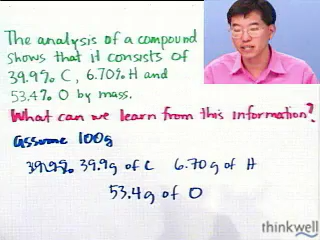 The analysis of a compound
shows that it consists of
39.9% C, 6.70% H and
53.4% O by mass.
What can we learn from this information?
assume 100g
39.9% 39.9g of C 6.70 g of H
53.4g of O
thinkwell